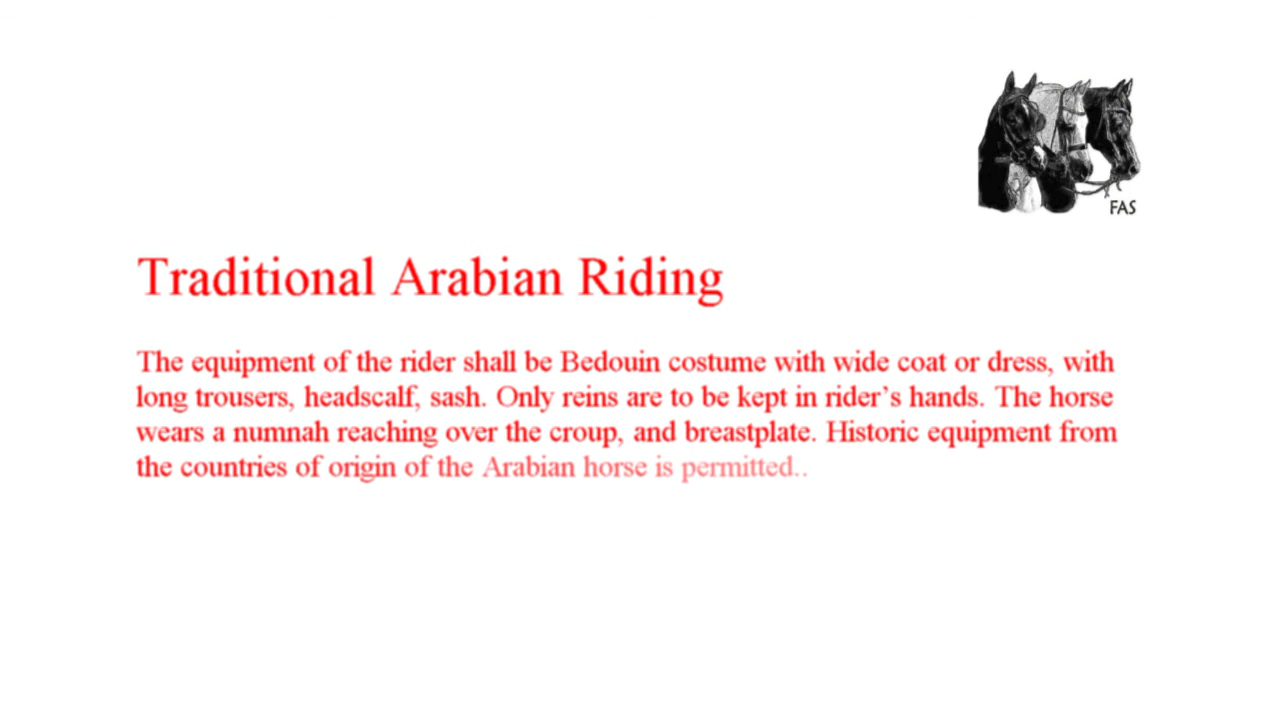 FAS
Traditional Arabian Riding
The equipment of the rider shall be Bedouin costume with wide coat or dress, with
long trousers, headscalf, sash. Only reins are to be kept in rider’s hands. The horse
wears a numnah reaching over the croup, and breastplate. Historic equipment from
the countries of origin of the Arabian horse is permitted..